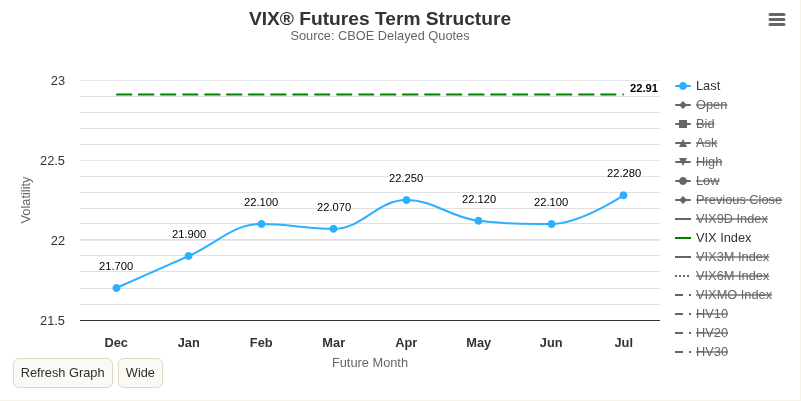 VIX® Futures Term Structure
Source: CBOE Delayed Quotes
23
22.5
22
21.5
Volatility
22.91
21.700
21.900
22.100
22.070
22.250
22.120
22.100
22.280
Dec Jan Feb Mar Apr May Jun Jul
Future Month
Last
Open
Bid
Ask
High
Low
Previous Close
VIX9D Index
VIX Index
VIX3M Index
VIX6M Index
VIXMO Index
HV10
HV20
HV30
Refresh Graph
Wide